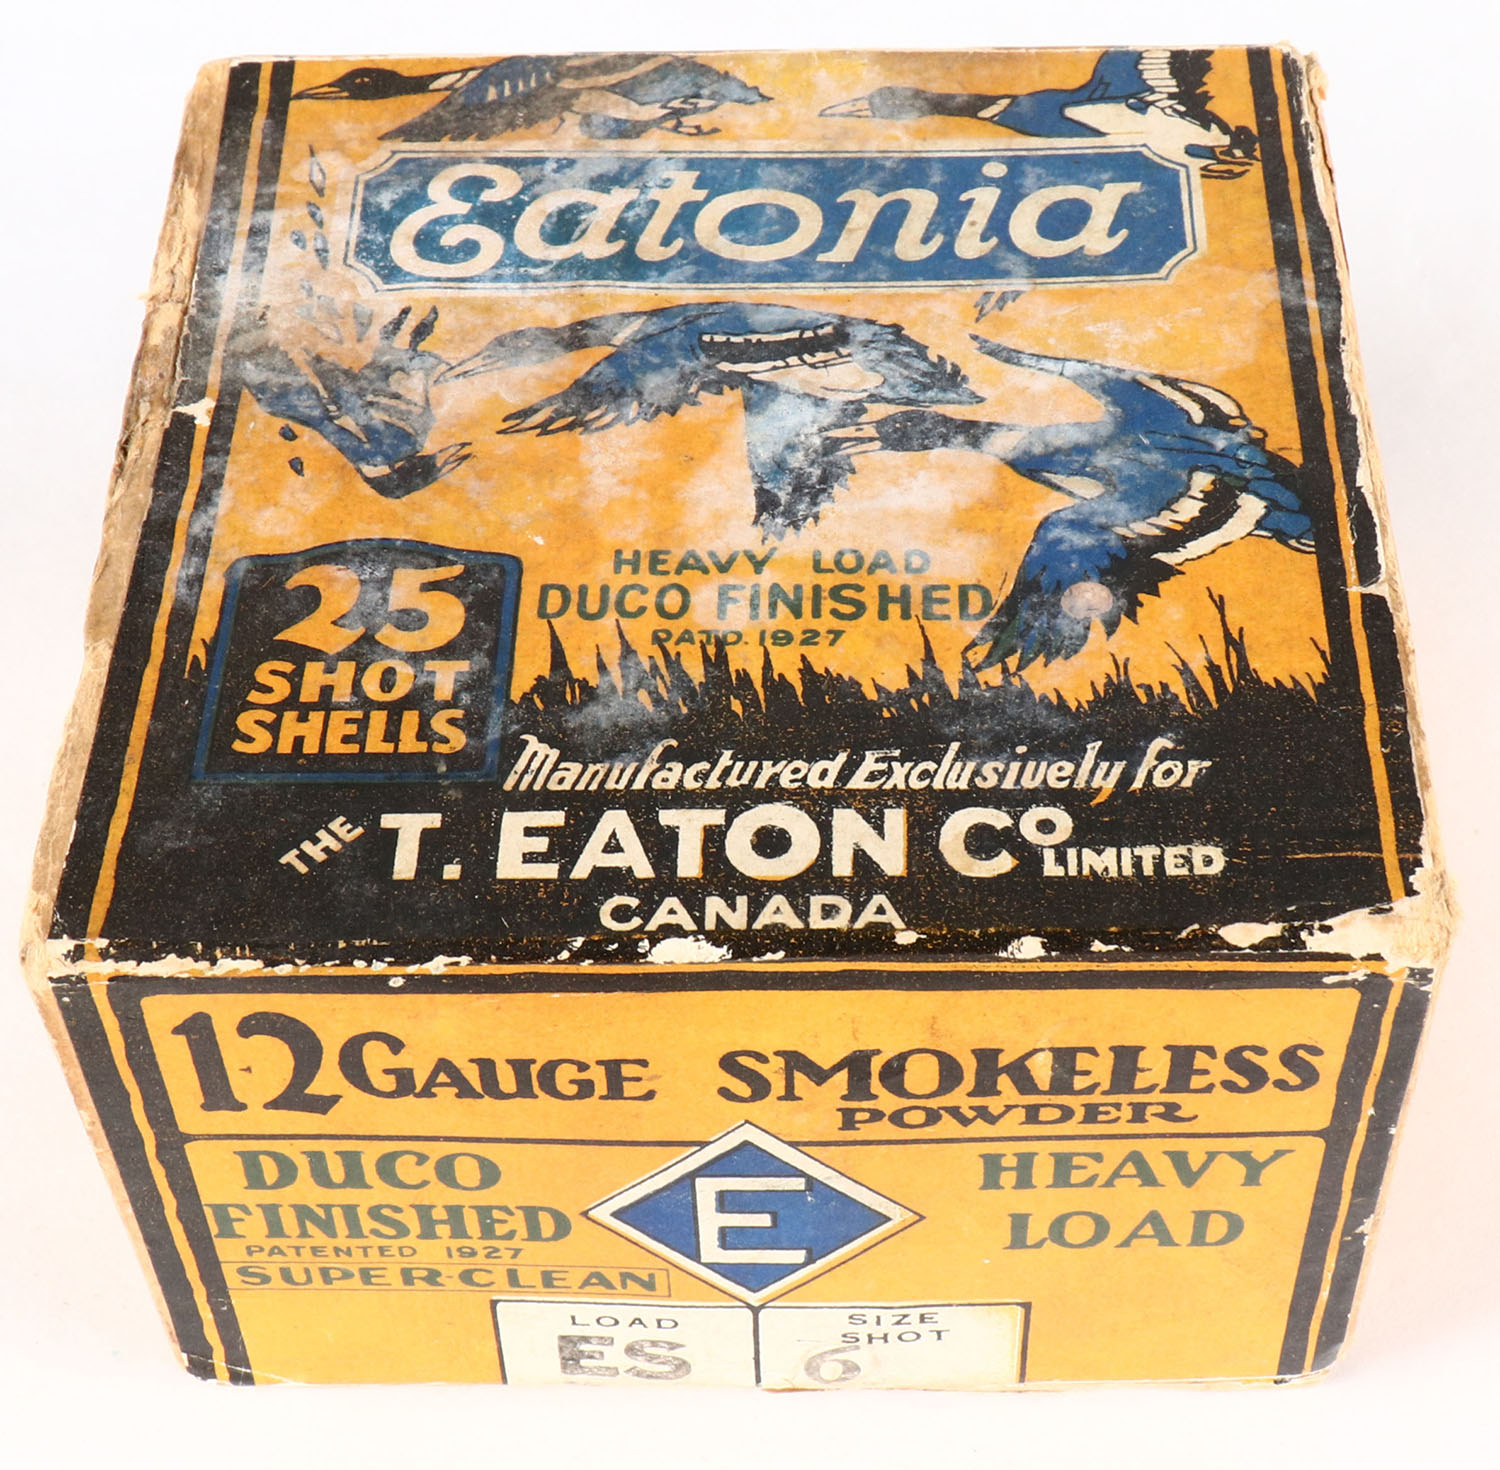 Eatonia
HEAVY LOAD
DUCO FINISHED
PATD. 1927
25
SHOT
SHELLS
Manufactured Exclusively for
THE T. EATON CO LIMITED
CANADA
12 GAUGE SMOKELESS
POWDER
DUCO
FINISHED
PATENTED 1927
SUPER-CLEAN
E
HEAVY
LOAD
LOAD
ES
SIZE
SHOT
6